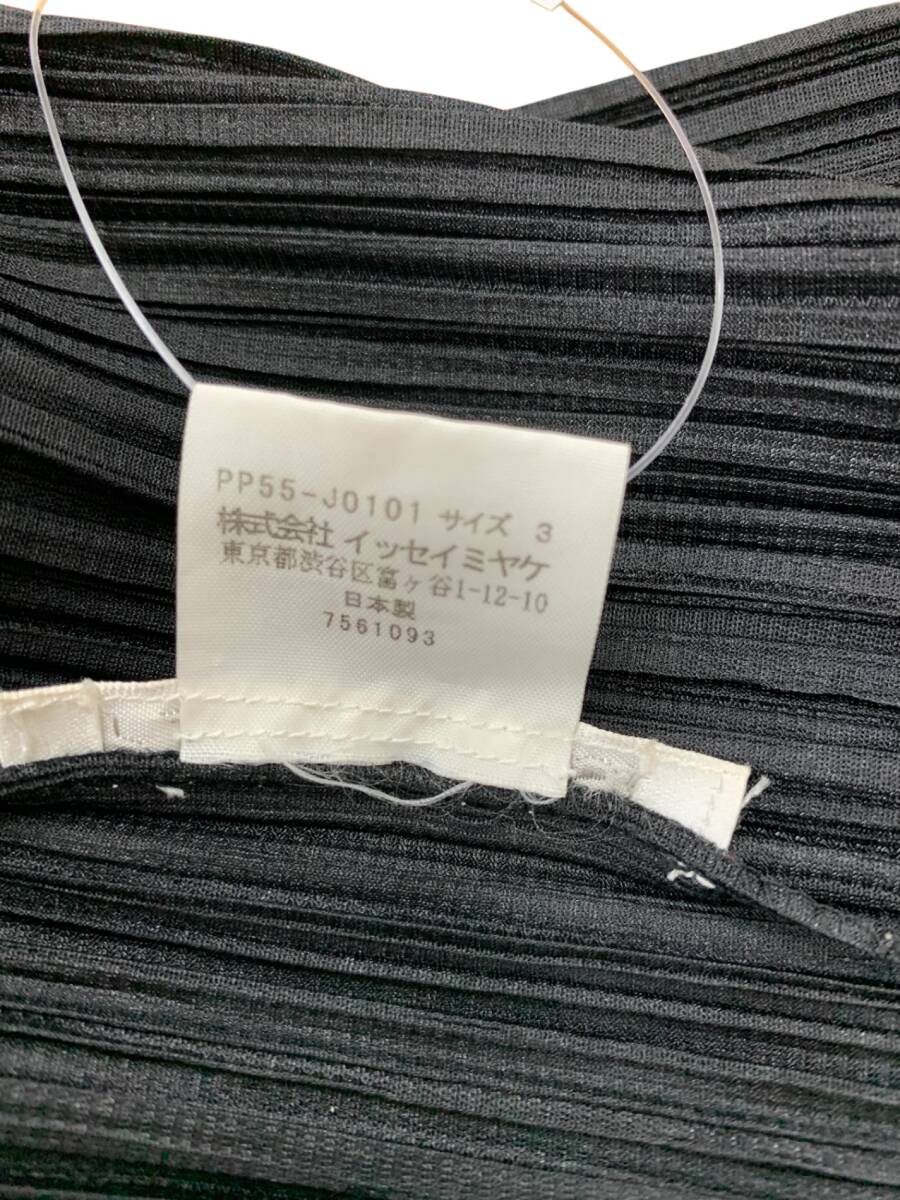 PP55-J0101 サイズ 3
株式会社 イッセイミヤケ
東京都渋谷区富ヶ谷1-12-10
日本製
7561093